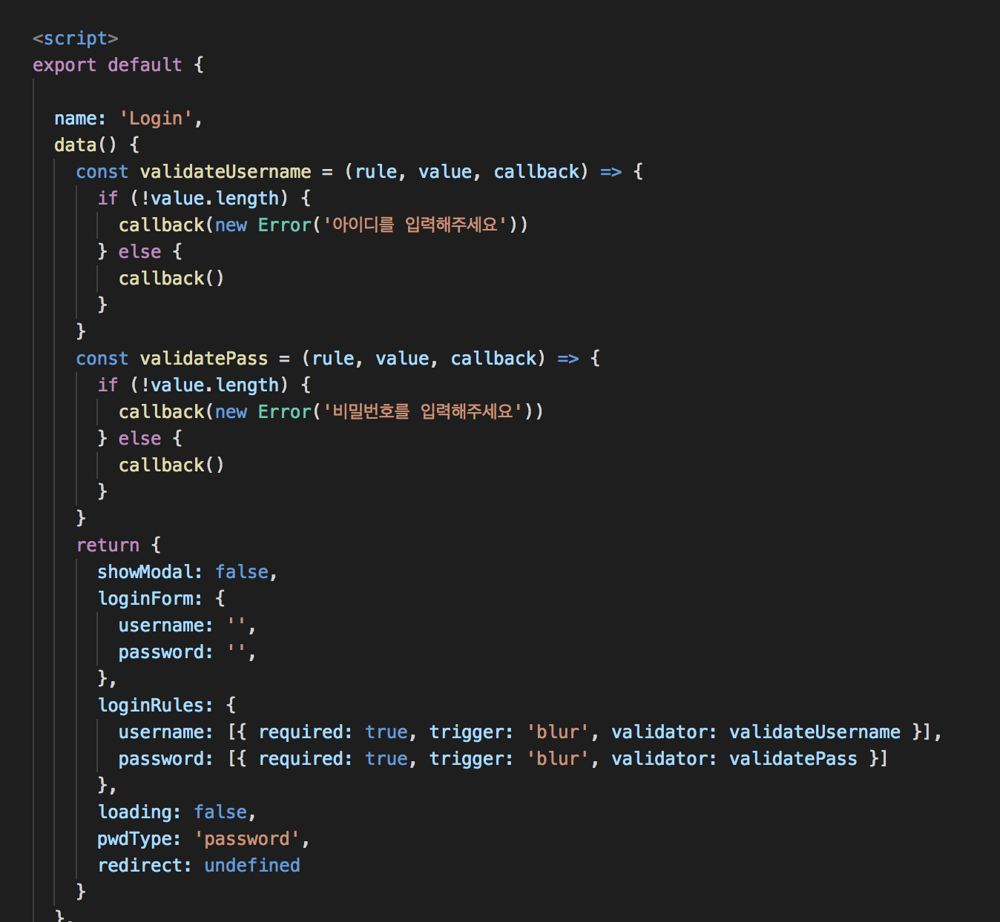 <script>
export default {
name: 'Login',
data() {
const validateUsername = (rule, value, callback) => {
if (!value.length) {
callback(new Error('아이디를 입력해주세요'))
} else {
callback()
}
}
const validatePass = (rule, value, callback) => {
if (!value.length) {
callback(new Error('비밀번호를 입력해주세요'))
} else {
callback()
}
}
return {
showModal: false,
loginForm: {
username: '',
password: '',
},
loginRules: {
username: [{ required: true, trigger: 'blur', validator: validateUsername }],
password: [{ required: true, trigger: 'blur', validator: validatePass }]
},
loading: false,
pwdType: 'password',
redirect: undefined
}
},